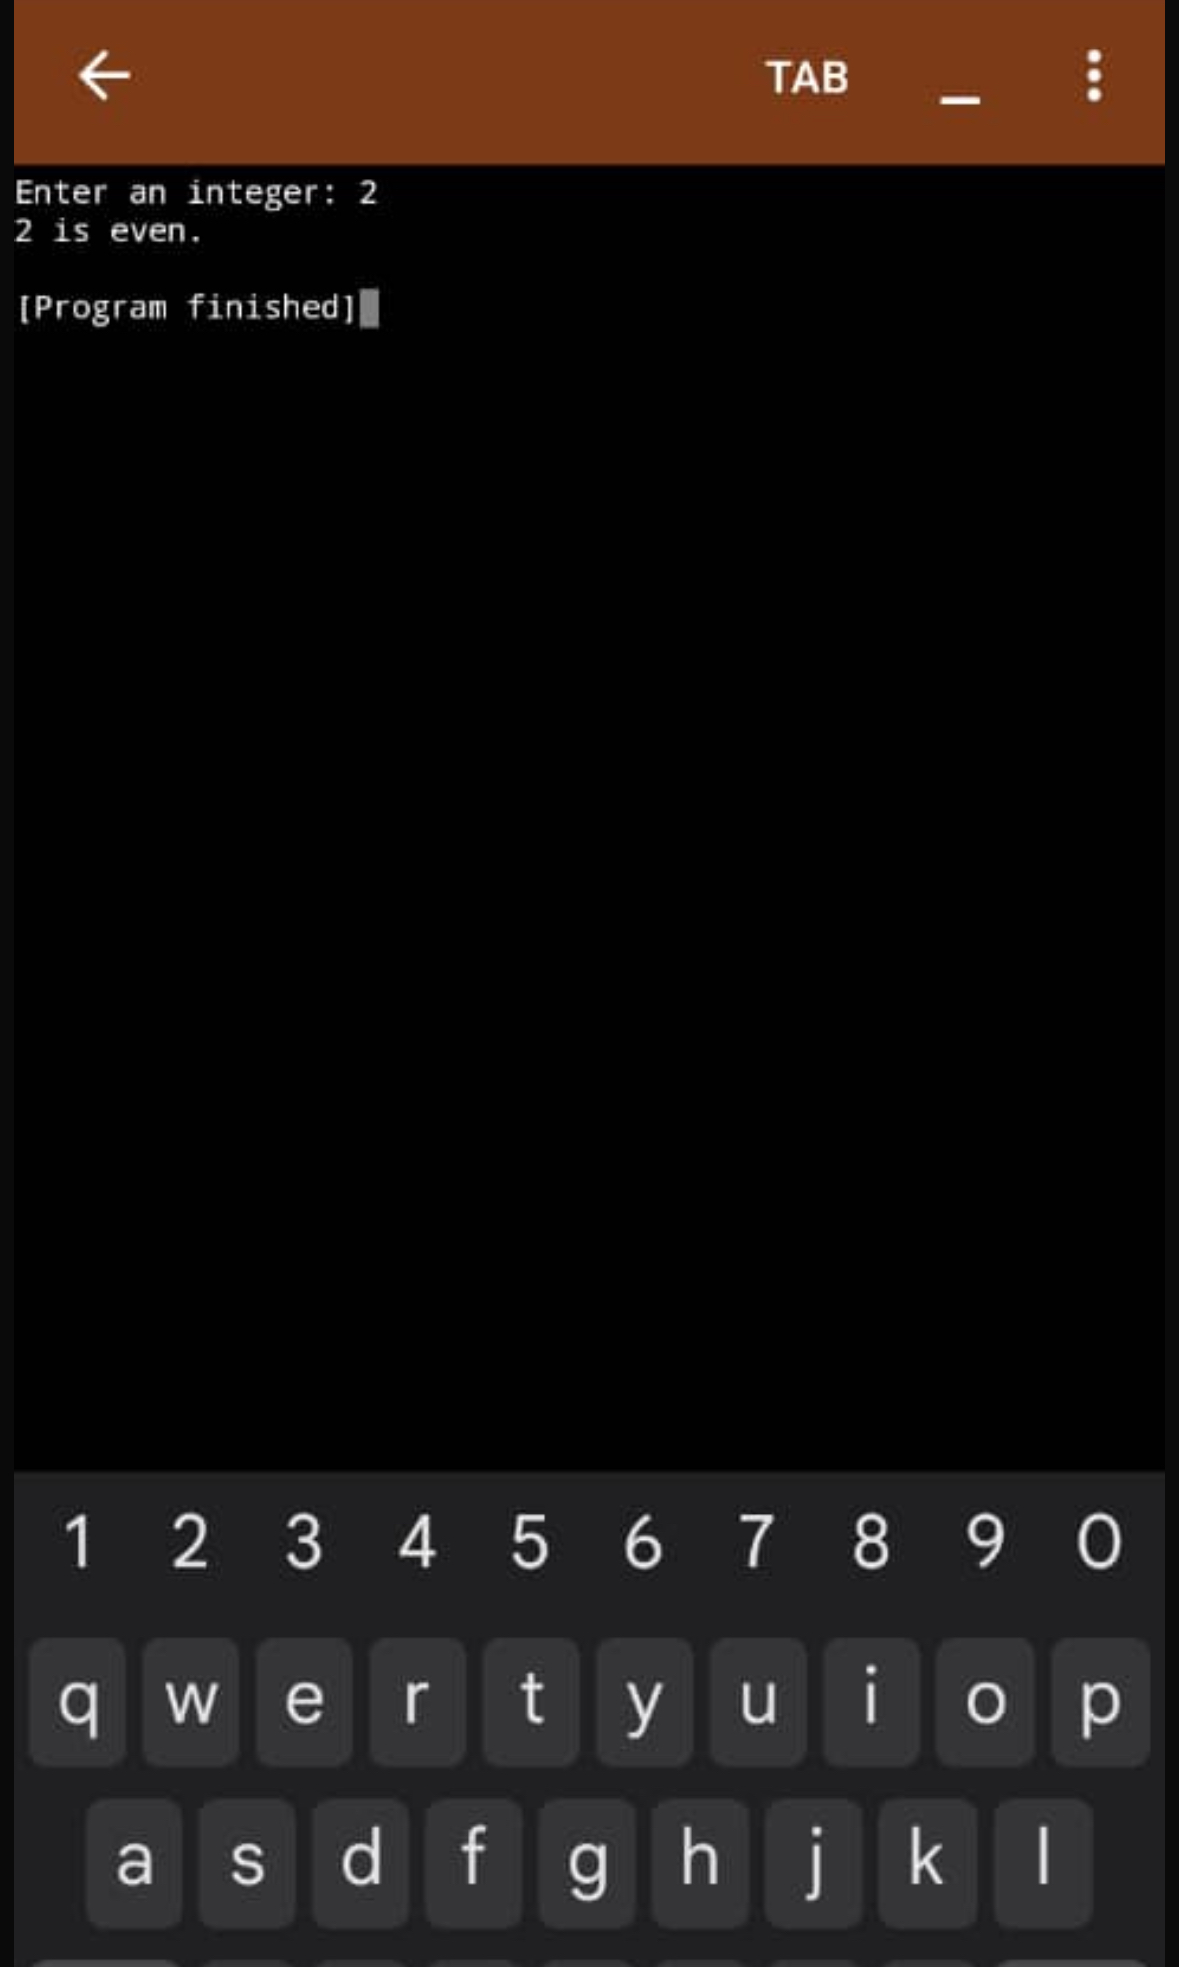 TAB
Enter an integer: 2
2 is even.
[Program finished]
1 2 3 4 5 6 7 8 9 0
q w e r t y u i o p
a s d f g h j k l